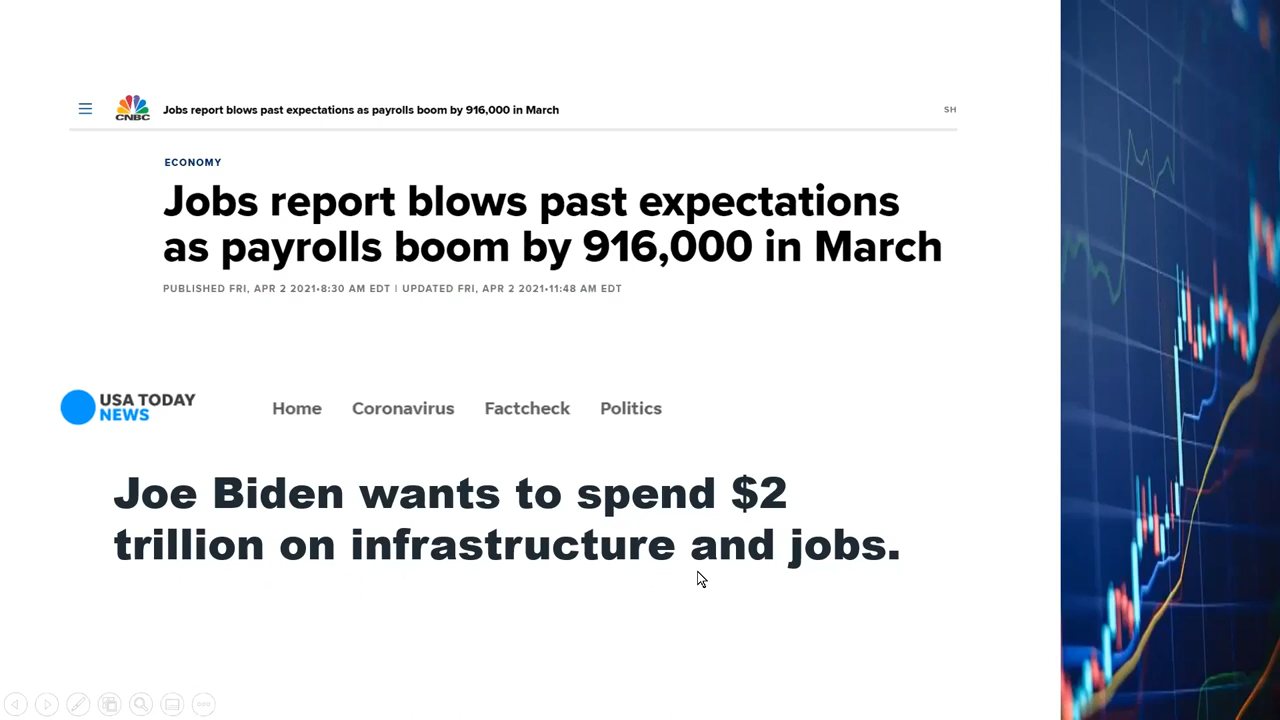 CNBC
Jobs report blows past expectations as payrolls boom by 916,000 in March
SH
ECONOMY
Jobs report blows past expectations
as payrolls boom by 916,000 in March
PUBLISHED FRI, APR 2 2021•8:30 AM EDT | UPDATED FRI, APR 2 2021•11:48 AM EDT
USA TODAY
NEWS
Home Coronavirus Factcheck Politics
Joe Biden wants to spend $2
trillion on infrastructure and jobs.